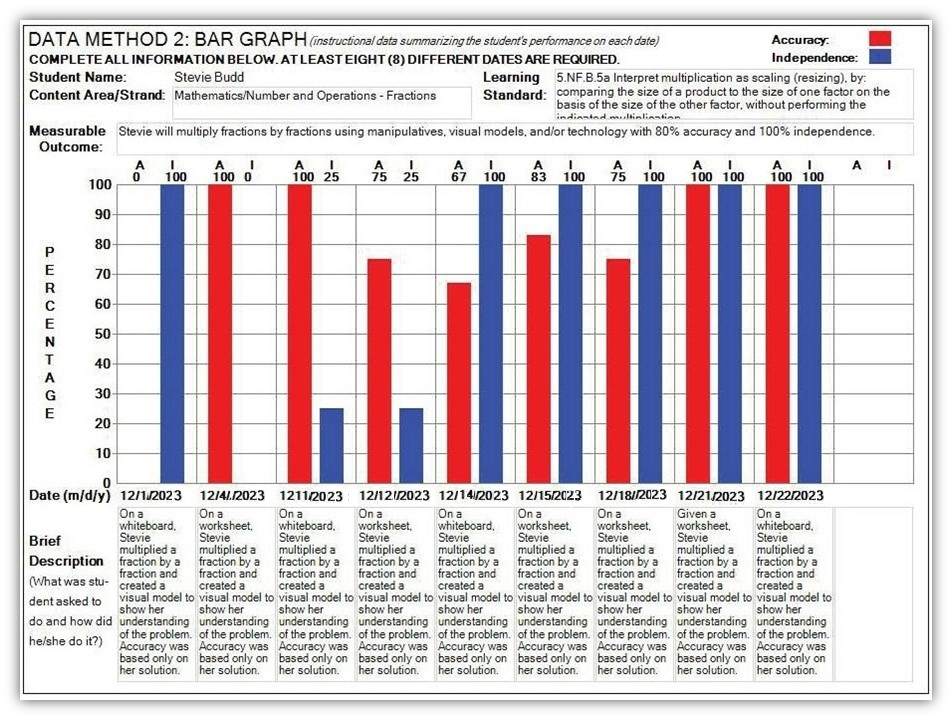 DATA METHOD 2: BAR GRAPH (instructional data summarizing the student's performance on each date)
Accuracy:
COMPLETE ALL INFORMATION BELOW. AT LEAST EIGHT (8) DIFFERENT DATES ARE REQUIRED.
Independence:
Student Name: Stevie Budd
Content Area/Strand: Mathematics/Number and Operations - Fractions
Learning Standard: 5.NF.B.5a Interpret multiplication as scaling (resizing), by:
comparing the size of a product to the size of one factor on the
basis of the size of the other factor, without performing the
indicated multiplication.
Measurable Outcome: Stevie will multiply fractions by fractions using manipulatives, visual models, and/or technology with 80% accuracy and 100% independence.
A I A I A I A I A I A I A I A I A I A I
0 100 100 0 100 25 75 25 67 100 83 100 75 100 100 100 100 100
PERCENTAGE
100
90
80
70
60
50
40
30
20
10
0
Date (m/d/y) 12/1/2023 12/4/2023 1211/2023 12/12/2023 12/14/2023 12/15/2023 12/18/2023 12/21/2023 12/22/2023
Brief
Description
(What was stu-
dent asked to
do and how did
he/she do it?)
On a
whiteboard,
Stevie
multiplied a
fraction by a
fraction and
created a
visual model to
show her
understanding
of the problem.
Accuracy was
based only on
her solution.
On a
worksheet,
Stevie
multiplied a
fraction by a
fraction and
created a
visual model to
show her
understanding
of the problem.
Accuracy was
based only on
her solution.
On a
whiteboard,
Stevie
multiplied a
fraction by a
fraction and
created a
visual model to
show her
understanding
of the problem.
Accuracy was
based only on
her solution.
On a
worksheet,
Stevie
multiplied a
fraction by a
fraction and
created a
visual model to
show her
understanding
of the problem.
Accuracy was
based only on
her solution.
On a
whiteboard,
Stevie
multiplied a
fraction by a
fraction and
created a
visual model to
show her
understanding
of the problem.
Accuracy was
based only on
her solution.
On a
worksheet,
Stevie
multiplied a
fraction by a
fraction and
created a
visual model to
show her
understanding
of the problem.
Accuracy was
based only on
her solution.
On a
worksheet,
Stevie
multiplied a
fraction by a
fraction and
created a
visual model to
show her
understanding
of the problem.
Accuracy was
based only on
her solution.
Given a
worksheet,
Stevie
multiplied a
fraction by a
fraction and
created a
visual model to
show her
understanding
of the problem.
Accuracy was
based only on
her solution.
On a
whiteboard,
Stevie
multiplied a
fraction by a
fraction and
created a
visual model to
show her
understanding
of the problem.
Accuracy was
based only on
her solution.